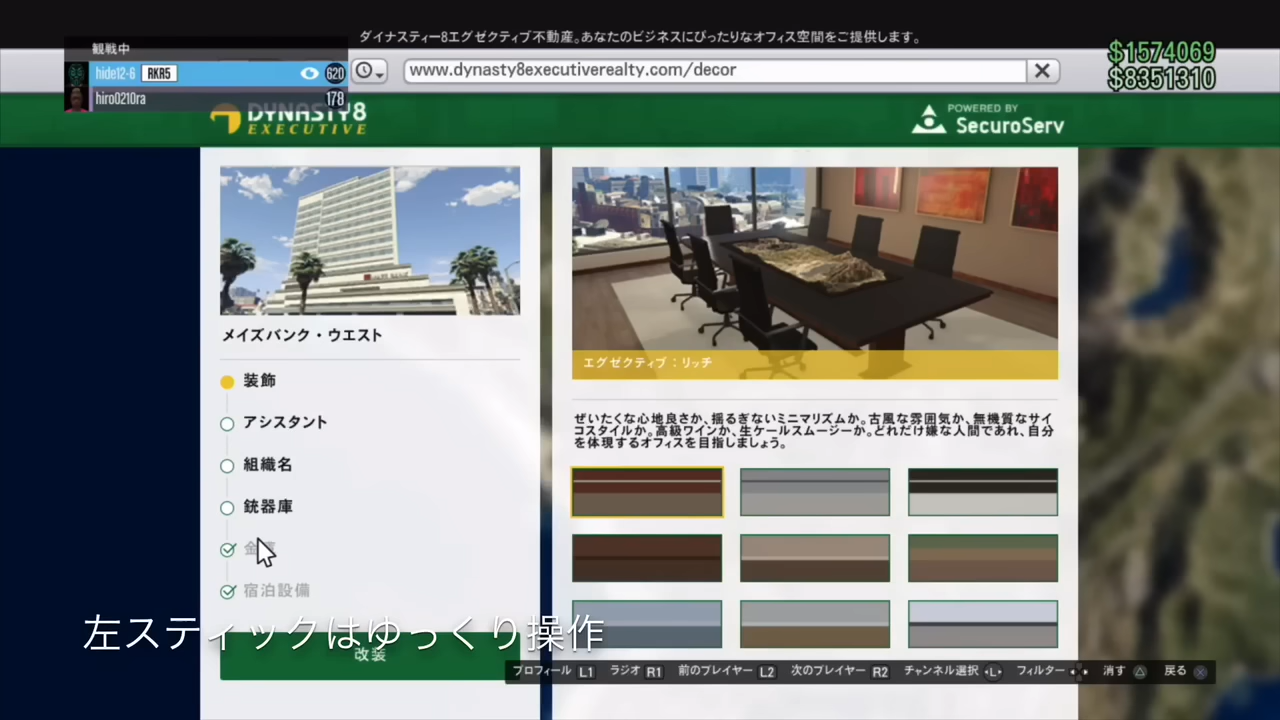 ダイナスティー8エグゼクティブ不動産。あなたのビジネスにぴったりなオフィス空間をご提供します。
観戦中
hide12-6 RKR5 620
hiro0210ra 178
www.dynasty8executiverealty.com/decor
$1574069
$8351310
DYNASTY8
EXECUTIVE
POWERED BY
SecuroServ
メイズバンク・ウエスト
装飾
アシスタント
組織名
銃器庫
宿泊設備
改装
エグゼクティブ：リッチ
ぜいたくな心地良さか、揺るぎないミニマリズムか。古風な雰囲気か、無機質なサイ
コスタイルか。高級ワインか、生ケールスムージーか。どれだけ嫌な人間であれ、自分
を体現するオフィスを目指しましょう。
左スティックはゆっくり操作
プロフィール L1 ラジオ R1 前のプレイヤー L2 次のプレイヤー R2 チャンネル選択 L フィルター 消す 戻る